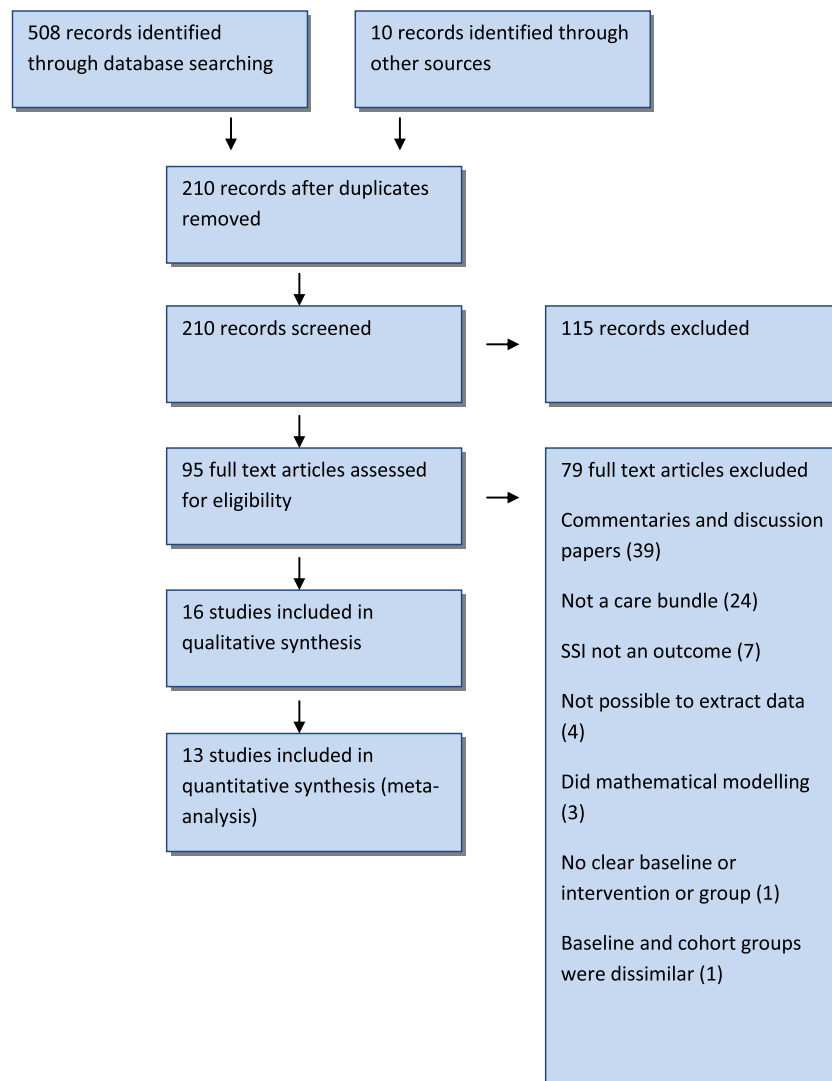 508 records identified
through database searching
10 records identified through
other sources
210 records after duplicates
removed
210 records screened
115 records excluded
95 full text articles assessed
for eligibility
79 full text articles excluded
Commentaries and discussion
papers (39)
Not a care bundle (24)
SSI not an outcome (7)
Not possible to extract data
(4)
Did mathematical modelling
(3)
No clear baseline or
intervention or group (1)
Baseline and cohort groups
were dissimilar (1)
16 studies included in
qualitative synthesis
13 studies included in
quantitative synthesis (meta-
analysis)